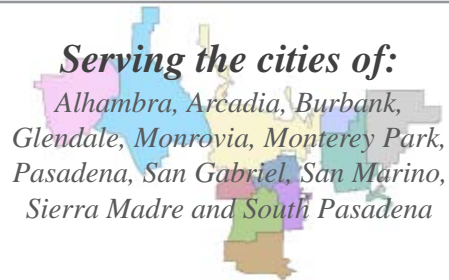 Serving the cities of:
Alhambra, Arcadia, Burbank,
Glendale, Monrovia, Monterey Park,
Pasadena, San Gabriel, San Marino,
Sierra Madre and South Pasadena